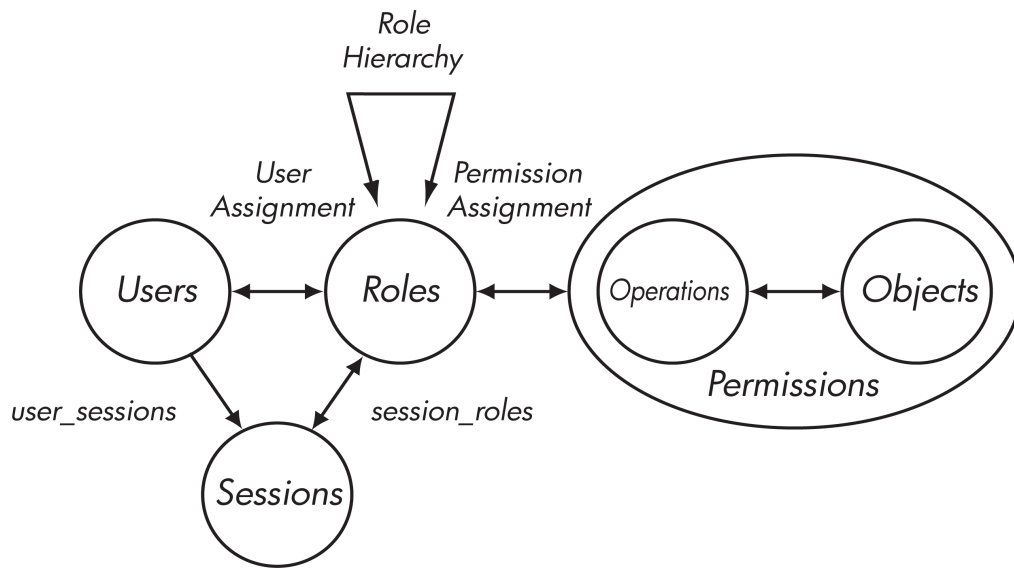 Role
Hierarchy
User
Assignment
Permission
Assignment
Users
Roles
Operations
Objects
Permissions
user_sessions
session_roles
Sessions